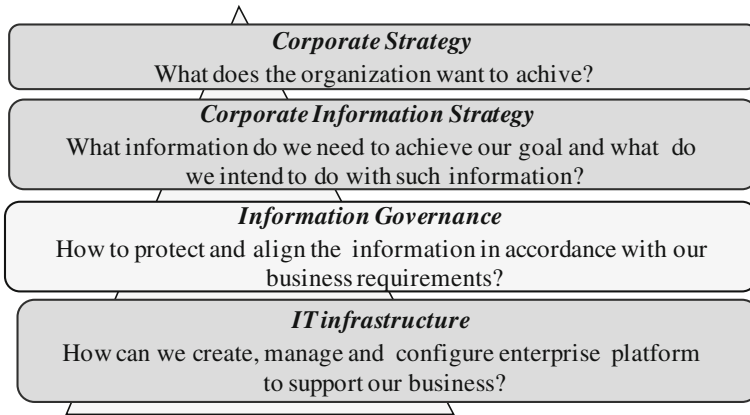 Corporate Strategy
What does the organization want to achive?
Corporate Information Strategy
What information do we need to achieve our goal and what do
we intend to do with such information?
Information Governance
How to protect and align the information in accordance with our
business requirements?
IT infrastructure
How can we create, manage and configure enterprise platform
to support our business?